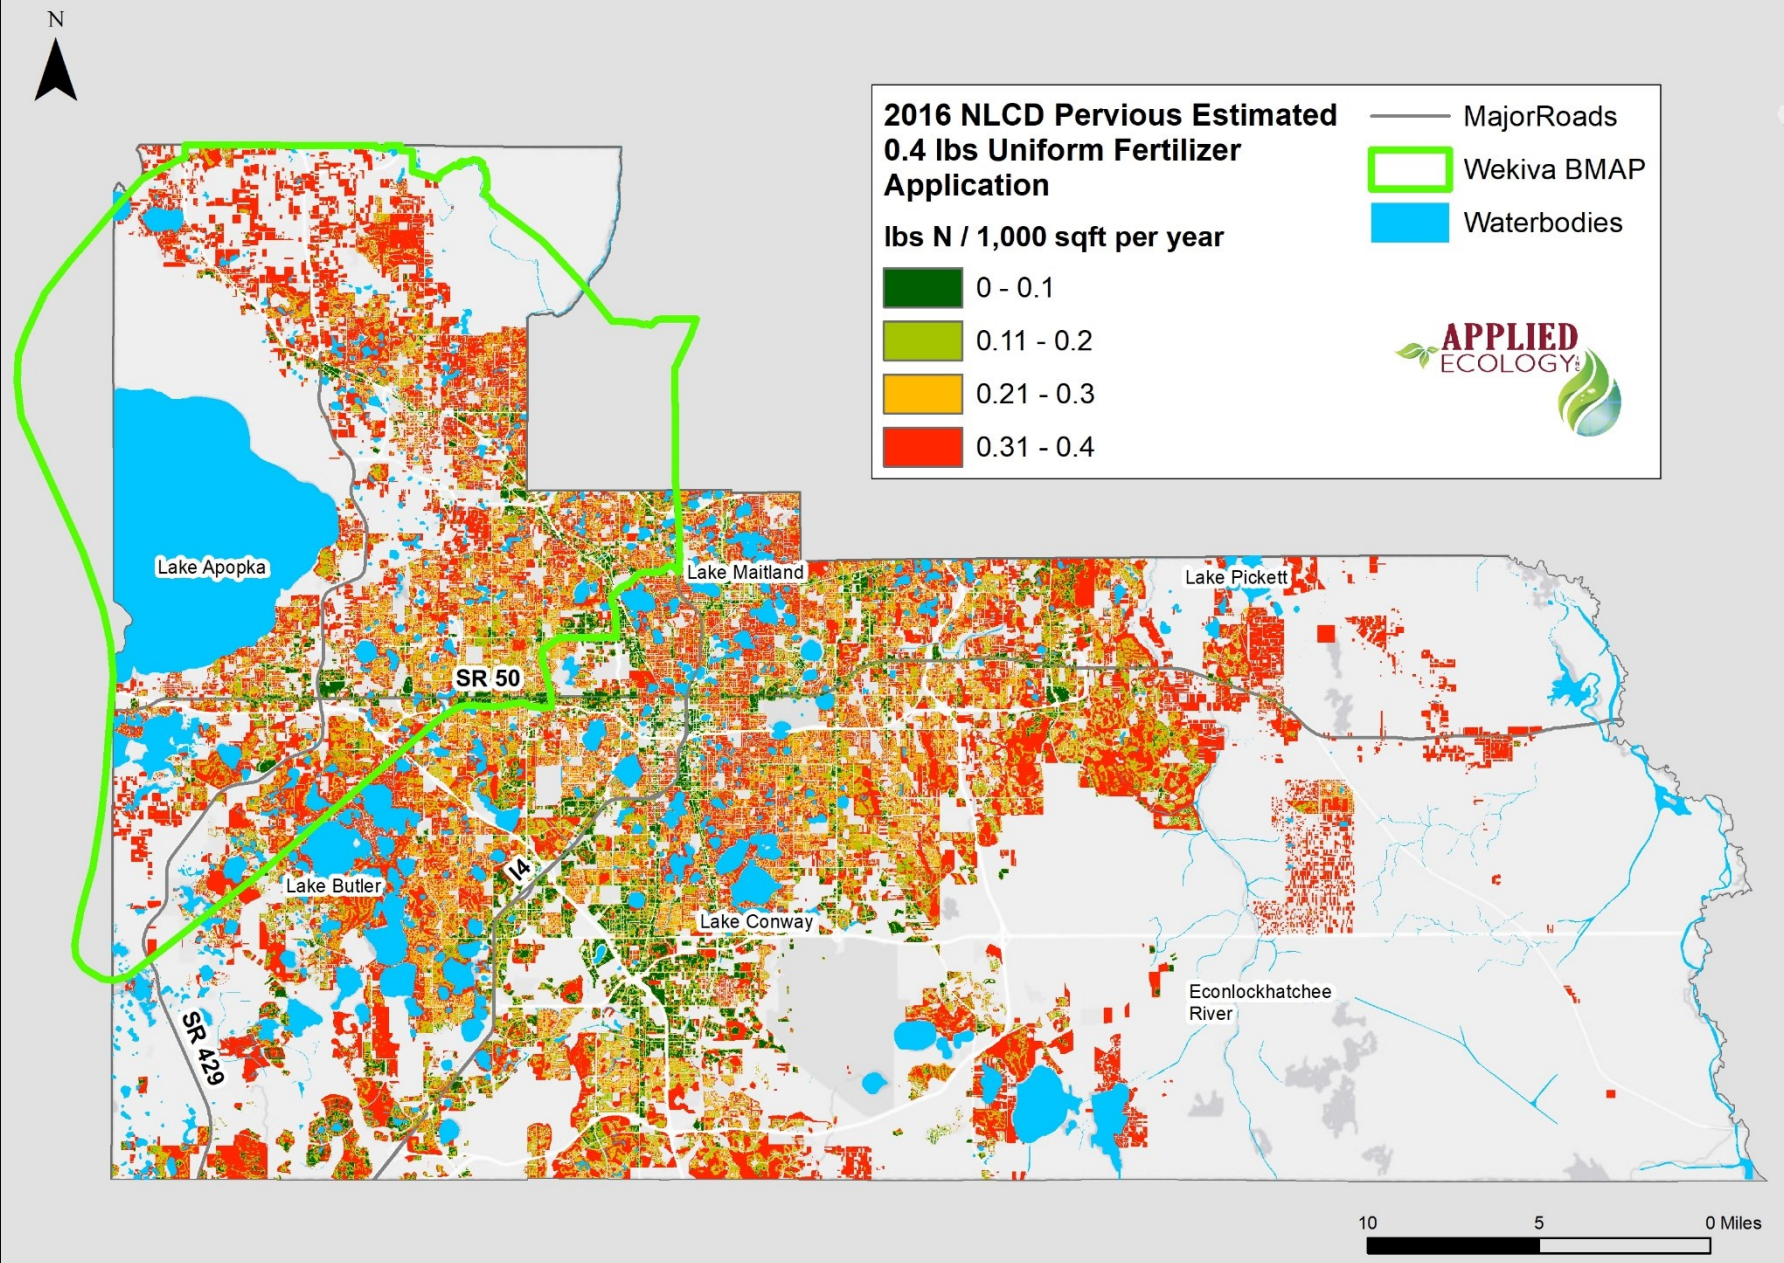 N
2016 NLCD Pervious Estimated
0.4 lbs Uniform Fertilizer
Application
lbs N / 1,000 sqft per year
0 - 0.1
0.11 - 0.2
0.21 - 0.3
0.31 - 0.4
MajorRoads
Wekiva BMAP
Waterbodies
APPLIED
ECOLOGY INC
Lake Apopka
Lake Maitland
Lake Pickett
SR 50
I4
Lake Butler
Lake Conway
Econlockhatchee
River
SR 429
10 5 0 Miles